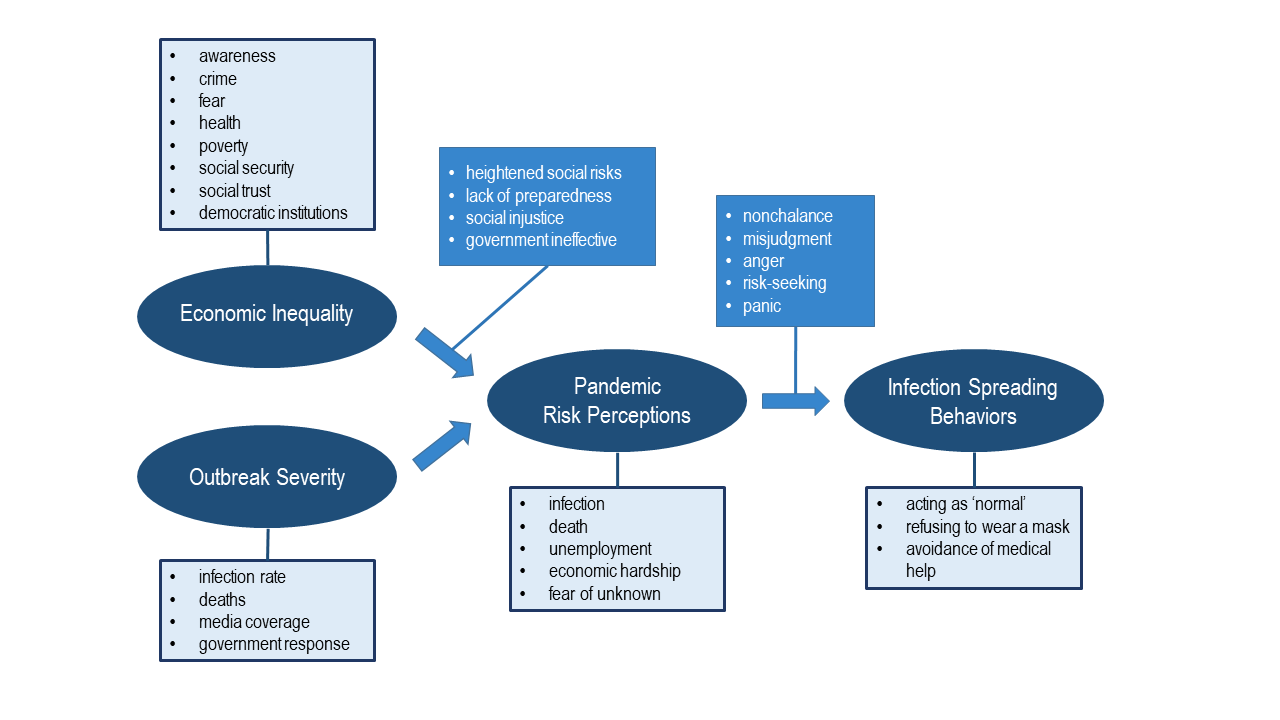 • awareness
• crime
• fear
• health
• poverty
• social security
• social trust
• democratic institutions
Economic Inequality
Outbreak Severity
• infection rate
• deaths
• media coverage
• government response
• heightened social risks
• lack of preparedness
• social injustice
• government ineffective
Pandemic
Risk Perceptions
• infection
• death
• unemployment
• economic hardship
• fear of unknown
• nonchalance
• misjudgment
• anger
• risk-seeking
• panic
Infection Spreading
Behaviors
• acting as ‘normal’
• refusing to wear a mask
• avoidance of medical
help